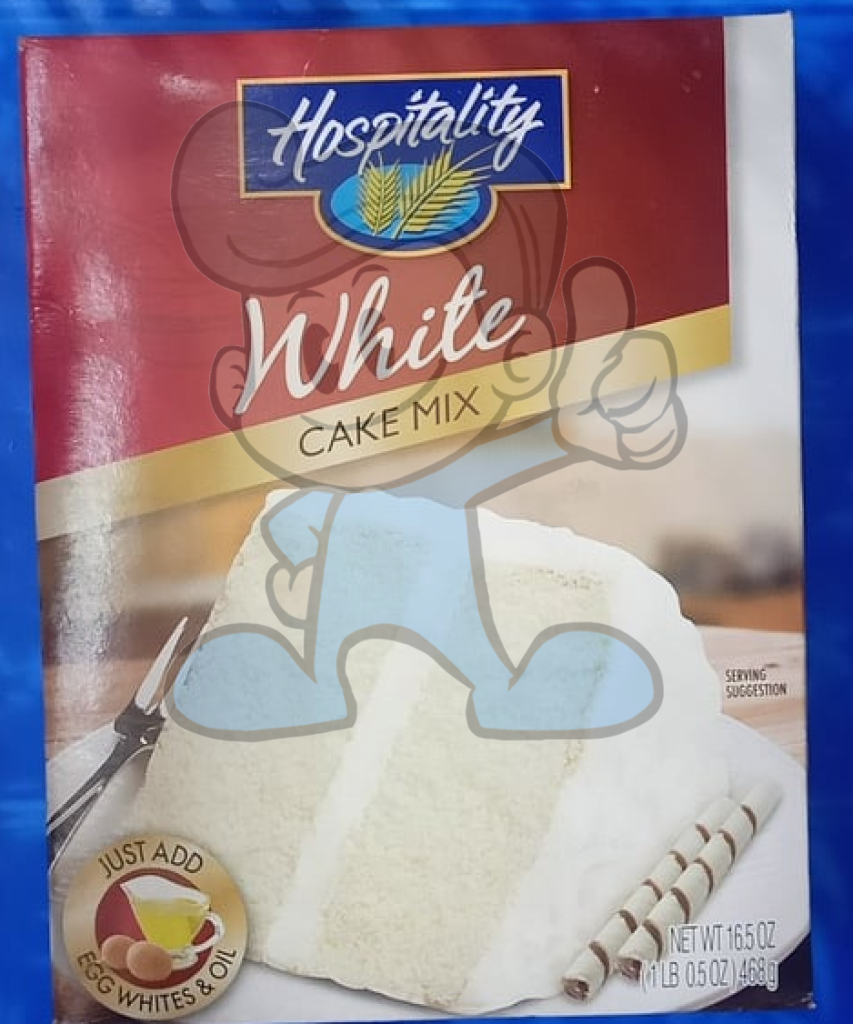 Hospitality
White
CAKE MIX
SERVING
SUGGESTION
JUST ADD
EGG WHITES & OIL
NET WT 16.5 OZ
(1 LB 0.5 OZ) 468g